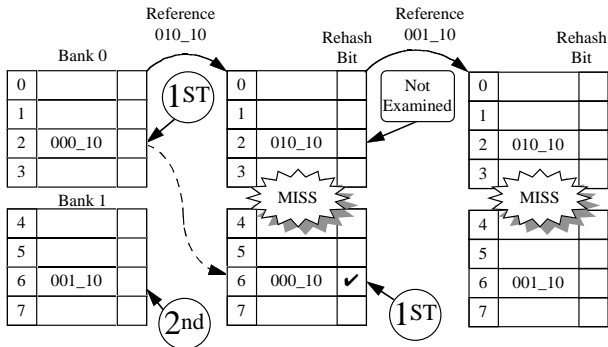 Reference
010_10
Reference
001_10
Bank 0
Rehash
Bit
Rehash
Bit
0
1
2 000_10
3
1ST
0
1
2 010_10
3
Not
Examined
0
1
2 010_10
3
MISS
MISS
Bank 1
4
5
6 001_10
7
2nd
4
5
6 000_10 ✔
7
1ST
4
5
6 001_10
7